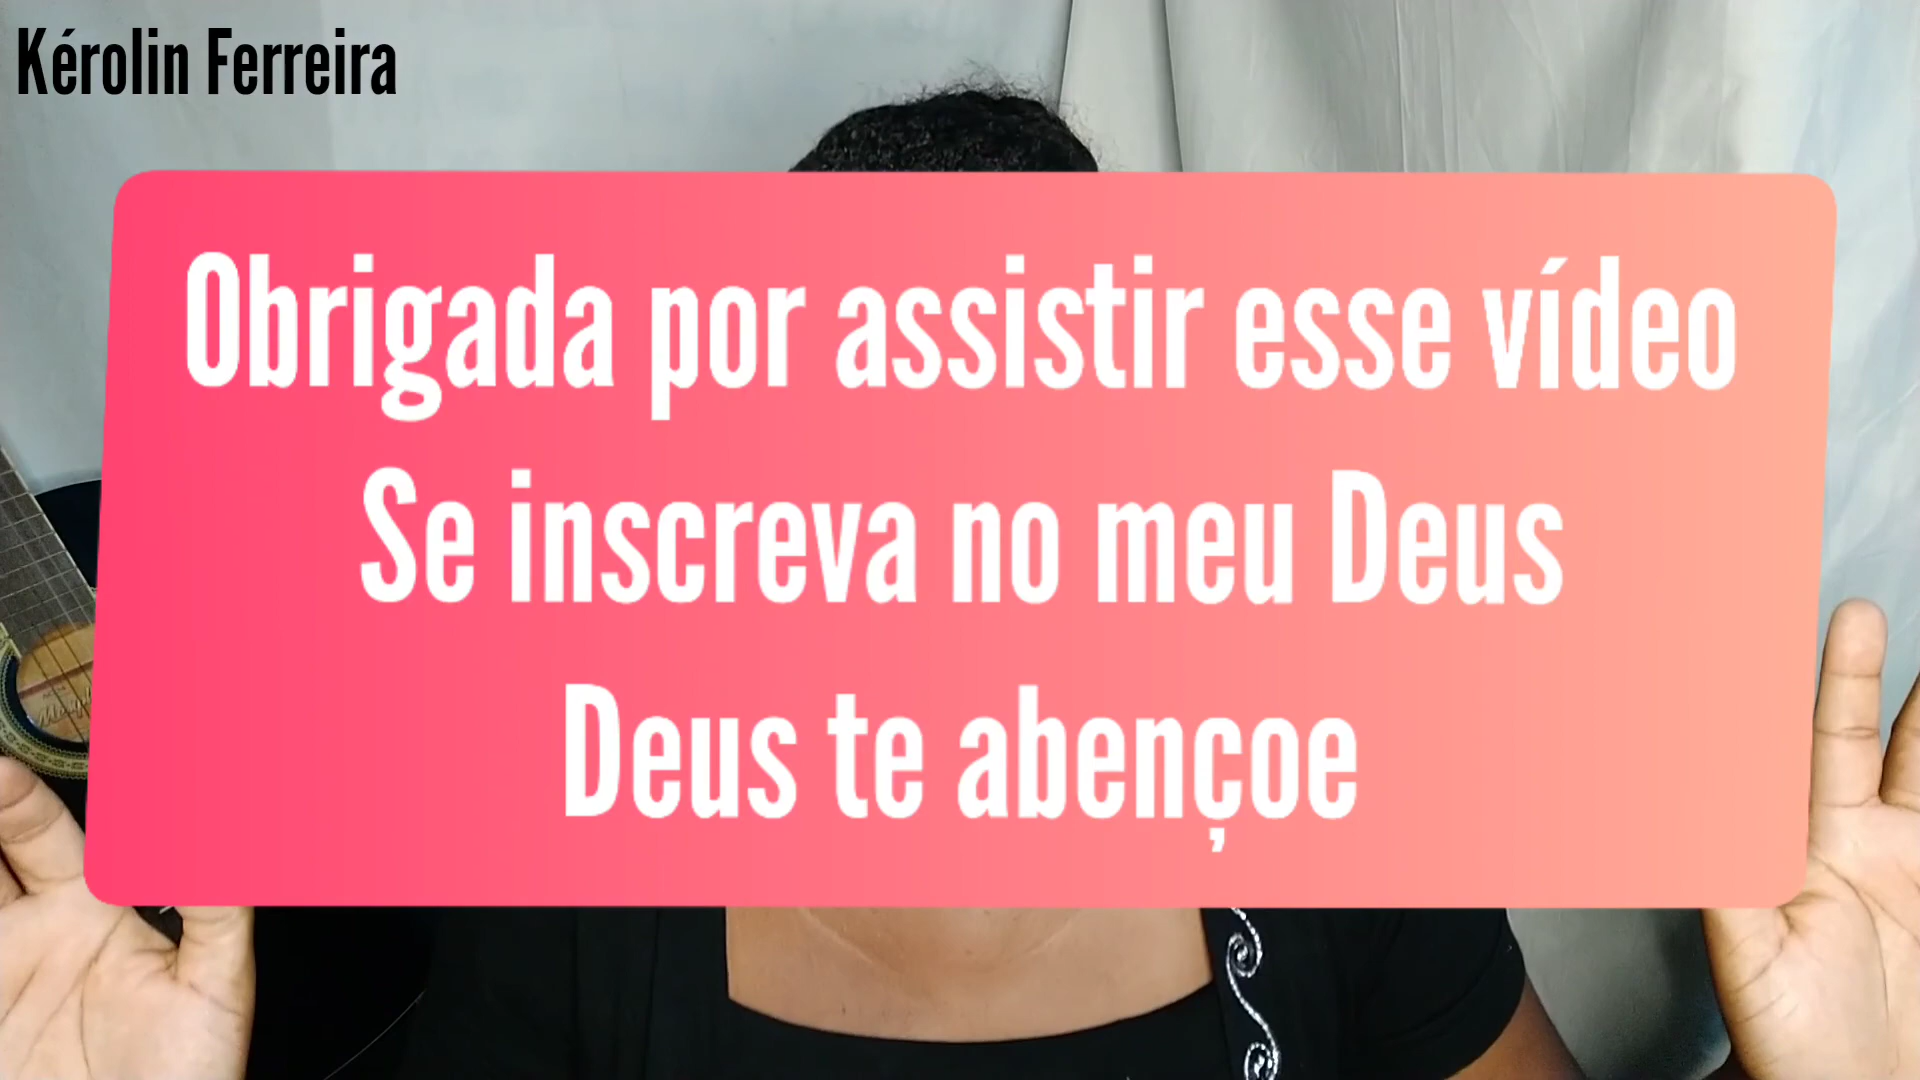 Kérolin Ferreira
Obrigada por assistir esse vídeo
Se inscreva no meu Deus
Deus te abençoe